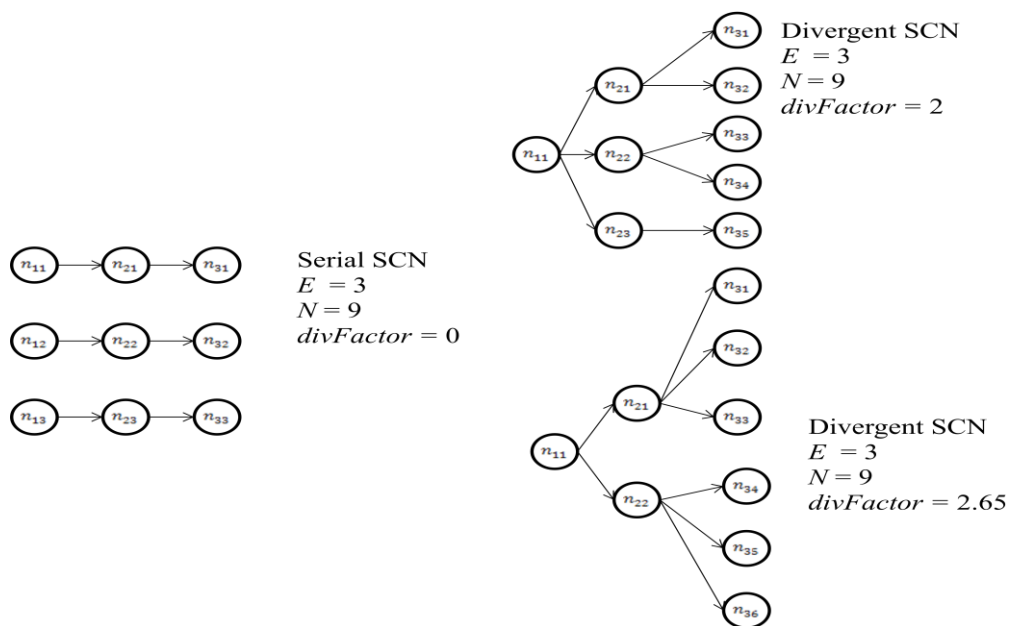 n11 n21 n31
n12 n22 n32
n13 n23 n33
Serial SCN
E = 3
N = 9
divFactor = 0
n11
n21
n22
n23
n31
n32
n33
n34
n35
Divergent SCN
E = 3
N = 9
divFactor = 2
n11
n21
n22
n31
n32
n33
n34
n35
n36
Divergent SCN
E = 3
N = 9
divFactor = 2.65